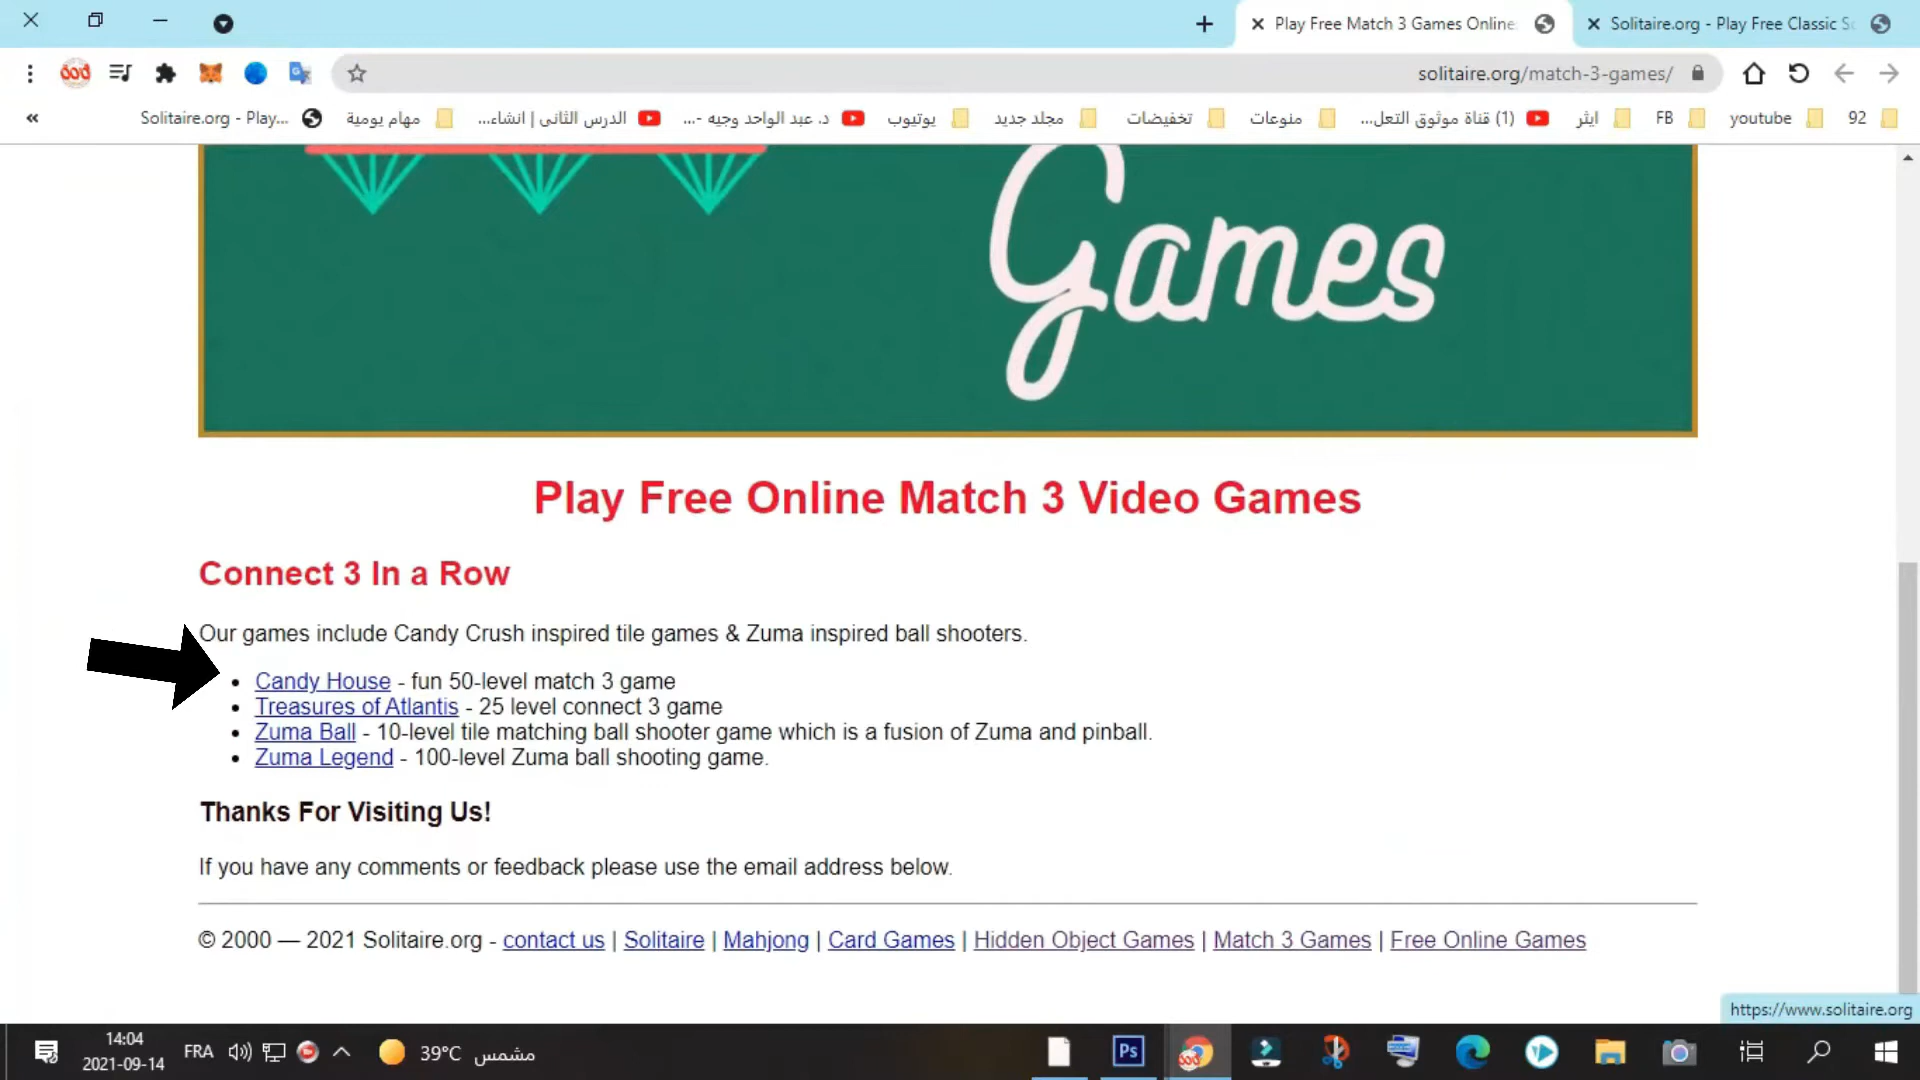 Play Free Match 3 Games Online
Solitaire.org - Play Free Classic So
solitaire.org/match-3-games/
Solitaire.org - Play...
مهام يومية
الدرس الثانى | انشاء...
د. عبد الواحد وجيه -...
يوتيوب
مجلد جديد
تخفيضات
منوعات
(1) قناة موثوق التعل...
ايثر
FB
youtube
92
Games
Play Free Online Match 3 Video Games
Connect 3 In a Row
Our games include Candy Crush inspired tile games & Zuma inspired ball shooters.
• Candy House - fun 50-level match 3 game
• Treasures of Atlantis - 25 level connect 3 game
• Zuma Ball - 10-level tile matching ball shooter game which is a fusion of Zuma and pinball.
• Zuma Legend - 100-level Zuma ball shooting game.
Thanks For Visiting Us!
If you have any comments or feedback please use the email address below.
© 2000 — 2021 Solitaire.org - contact us | Solitaire | Mahjong | Card Games | Hidden Object Games | Match 3 Games | Free Online Games
https://www.solitaire.org
14:04
2021-09-14
FRA
39°C مشمس
Ps